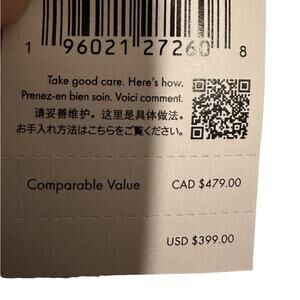 1 96021 27260 8
Take good care. Here's how.
Prenez-en bien soin. Voici comment.
请妥善维护。这里是具体做法。
お手入れ方法はこちらをご覧ください。
Comparable Value CAD $479.00
USD $399.00